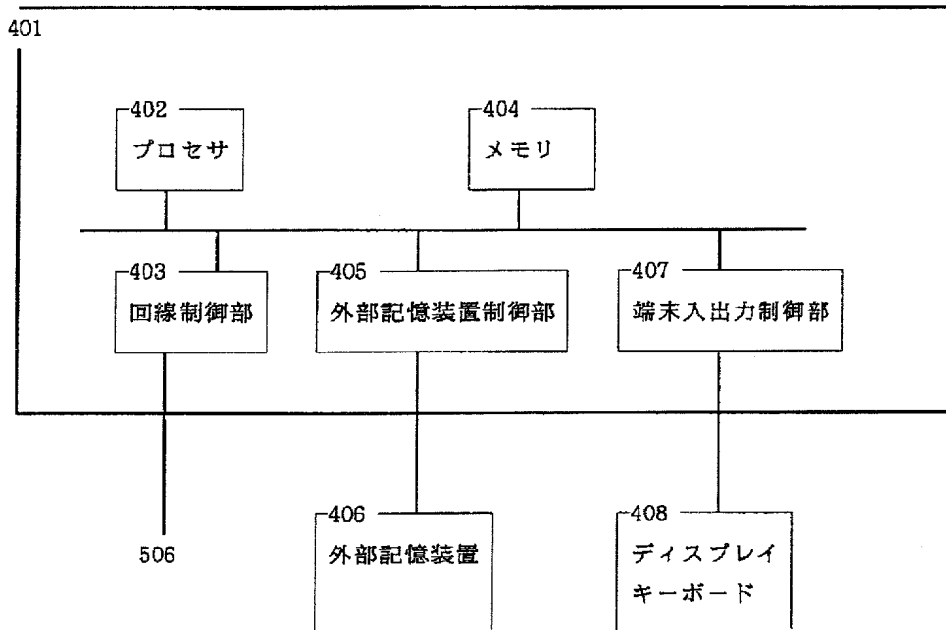 401
402
プロセサ
404
メモリ
403
回線制御部
405
外部記憶装置制御部
407
端末入出力制御部
506
406
外部記憶装置
408
ディスプレイ
キーボード